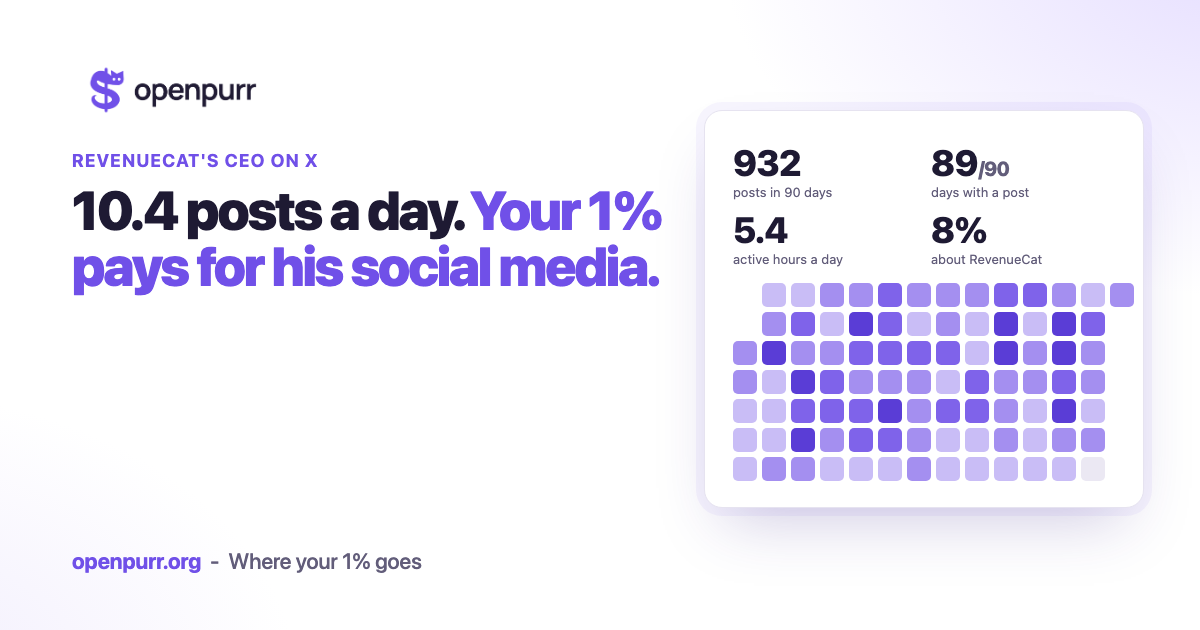 openpurr
REVENUECAT'S CEO ON X
10.4 posts a day. Your 1%
pays for his social media.
932
posts in 90 days
89/90
days with a post
5.4
active hours a day
8%
about RevenueCat
openpurr.org - Where your 1% goes